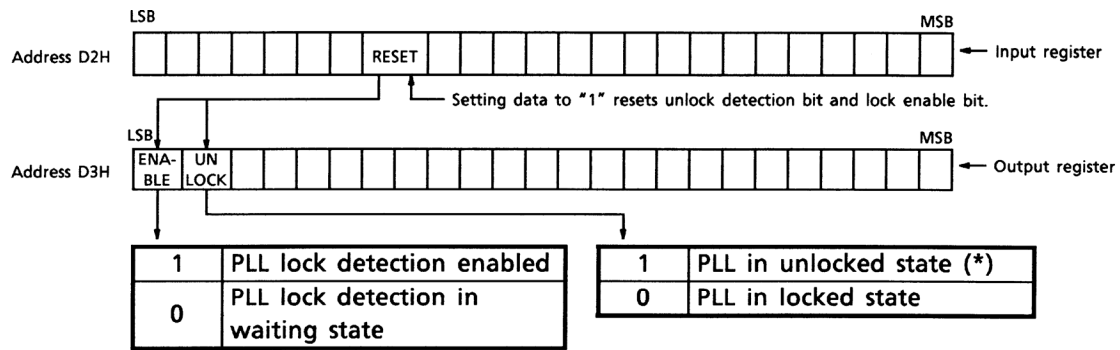 LSB
MSB
Address D2H
RESET
Input register
Setting data to "1" resets unlock detection bit and lock enable bit.
LSB
MSB
Address D3H
ENA-
BLE
UN
LOCK
Output register
1 PLL lock detection enabled
0 PLL lock detection in
waiting state
1 PLL in unlocked state (*)
0 PLL in locked state